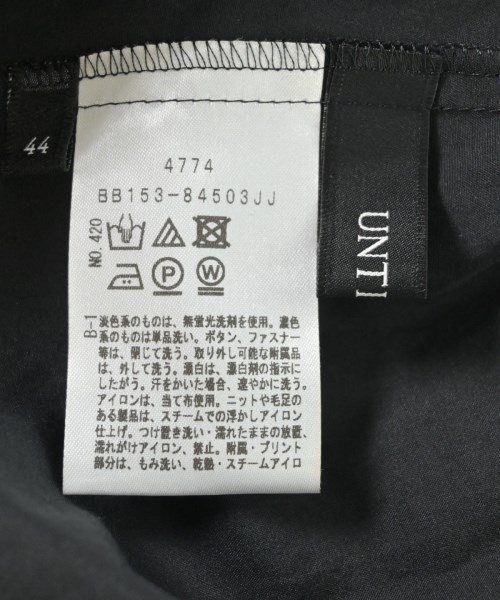 44
4774
BB153-84503JJ
NO.420
P
W
UNTI
B-1
淡色系のものは、無蛍光洗剤を使用。濃色
系のものは単品洗い。ボタン、ファスナー
等は、閉じて洗う。取り外し可能な附属品
は、外して洗う。漂白は、漂白剤の指示に
したがう。汗をかいた場合、速やかに洗う。
アイロンは、当て布使用。ニットや毛足の
ある製品は、スチームでの浮かしアイロン
仕上げ。つけ置き洗い・濡れたままの放置、
濡れがけアイロン、禁止。附属・プリント
部分は、もみ洗い、乾熱・スチームアイロ